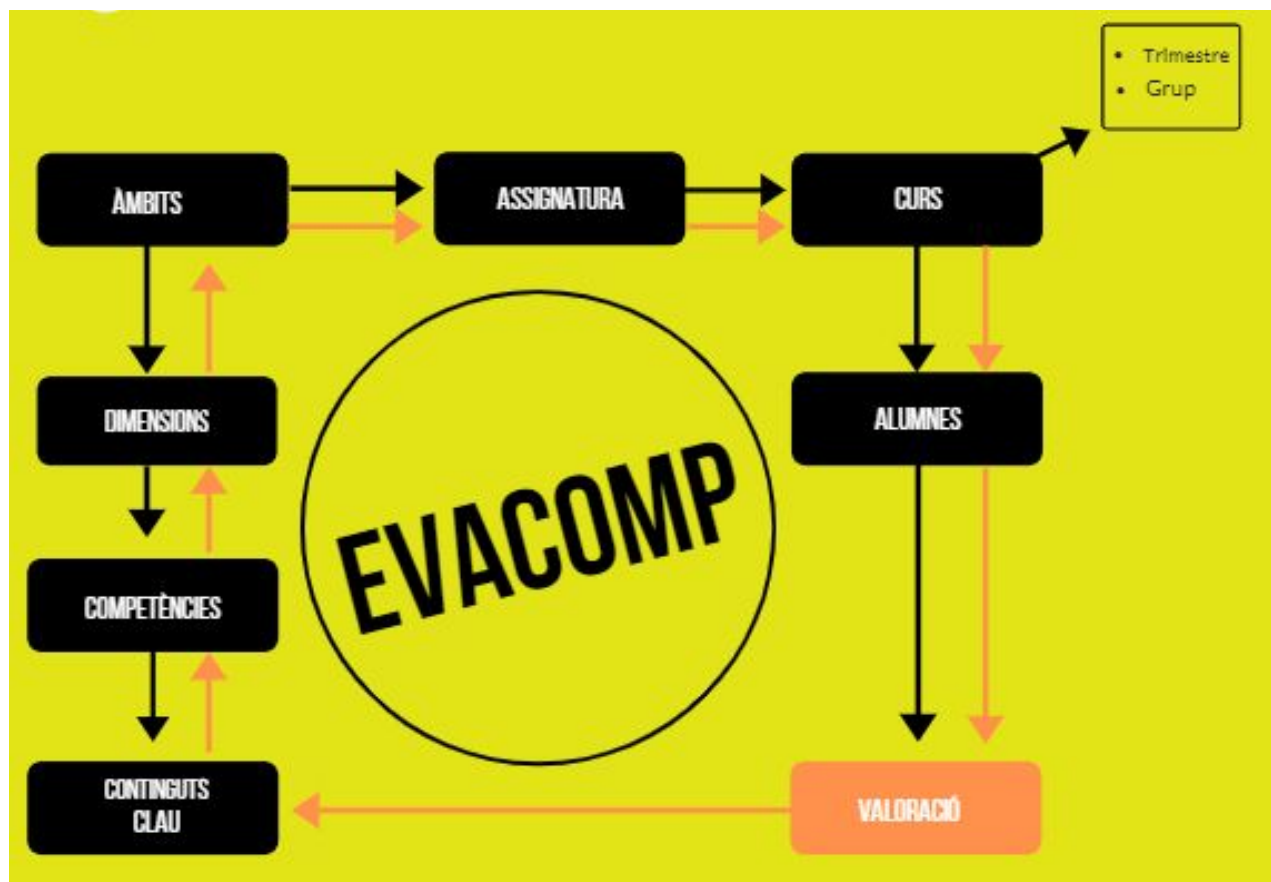 • Trimestre
• Grup
ÀMBITS
ASSIGNATURA
CURS
DIMENSIONS
ALUMNES
EVACOMP
COMPETÈNCIES
CONTINGUTS
CLAU
VALORACIÓ